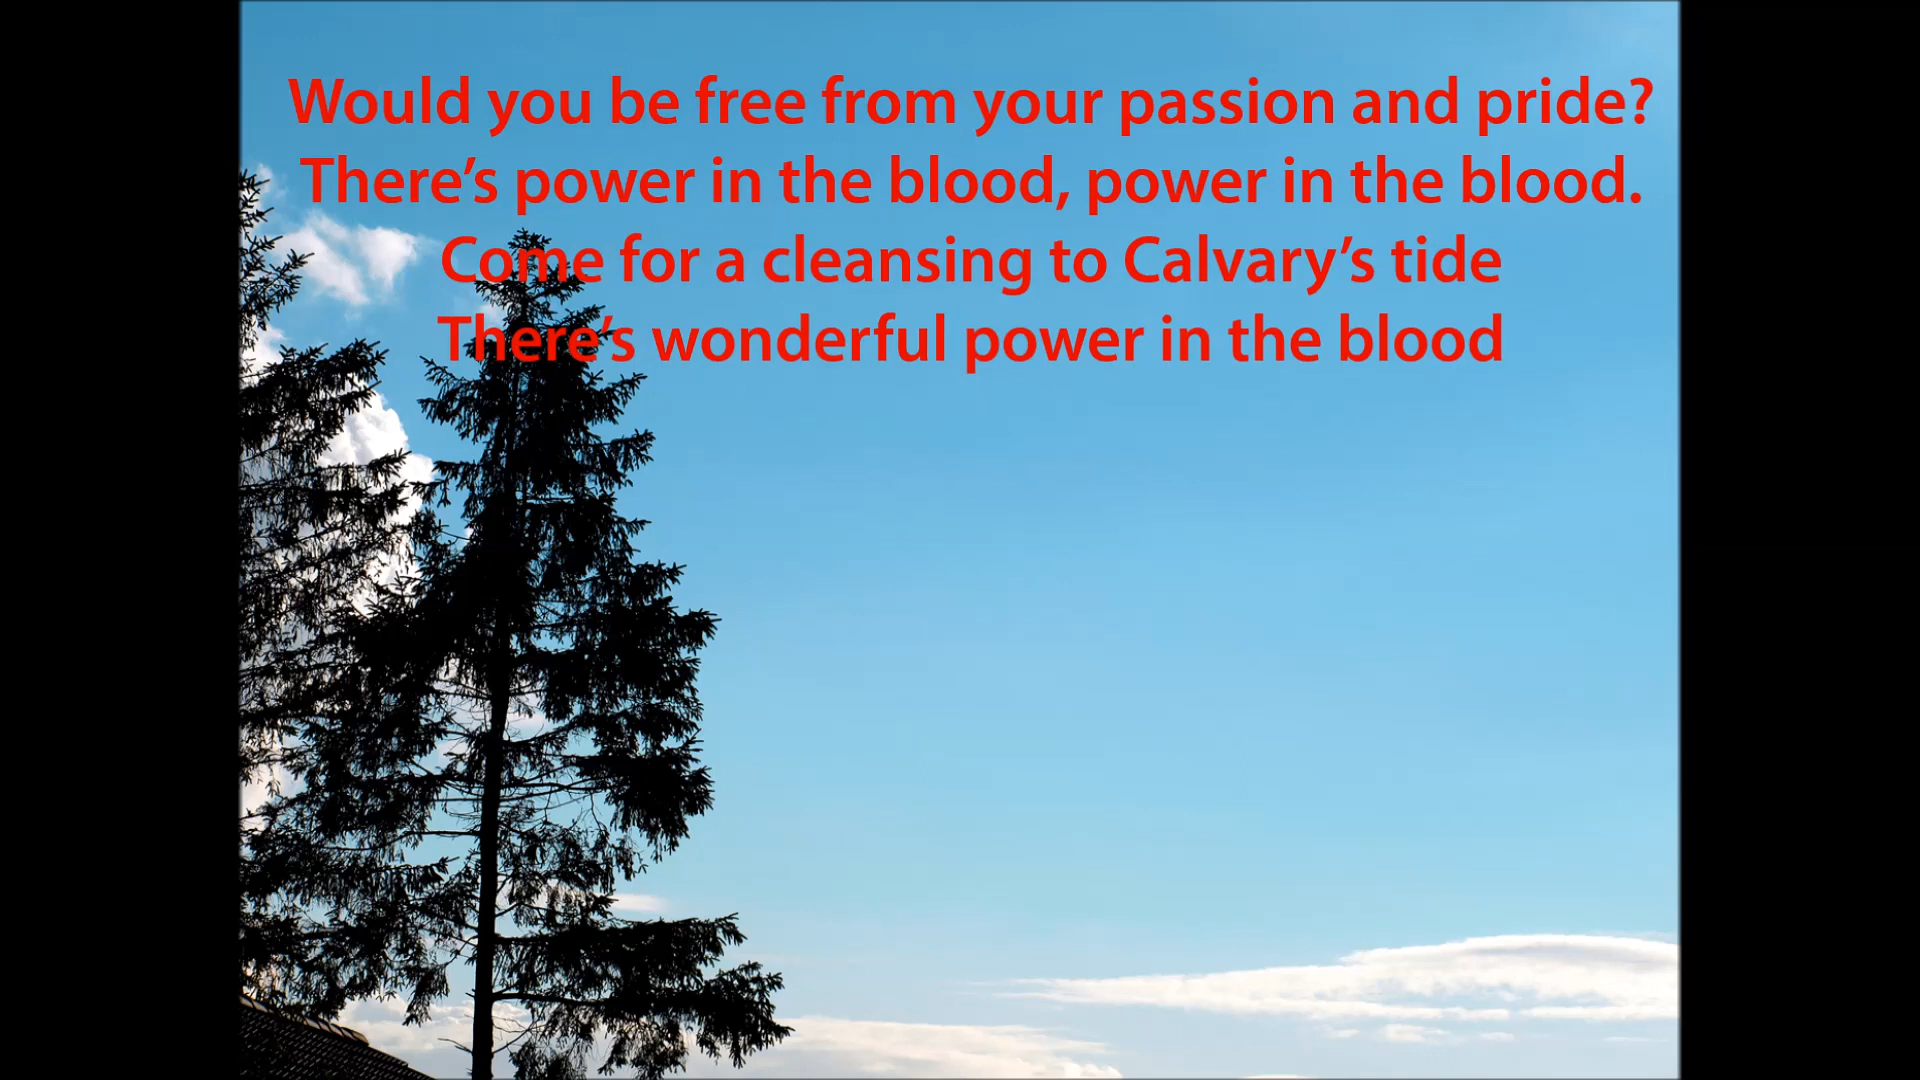 Would you be free from your passion and pride?
There’s power in the blood, power in the blood.
Come for a cleansing to Calvary’s tide
There’s wonderful power in the blood